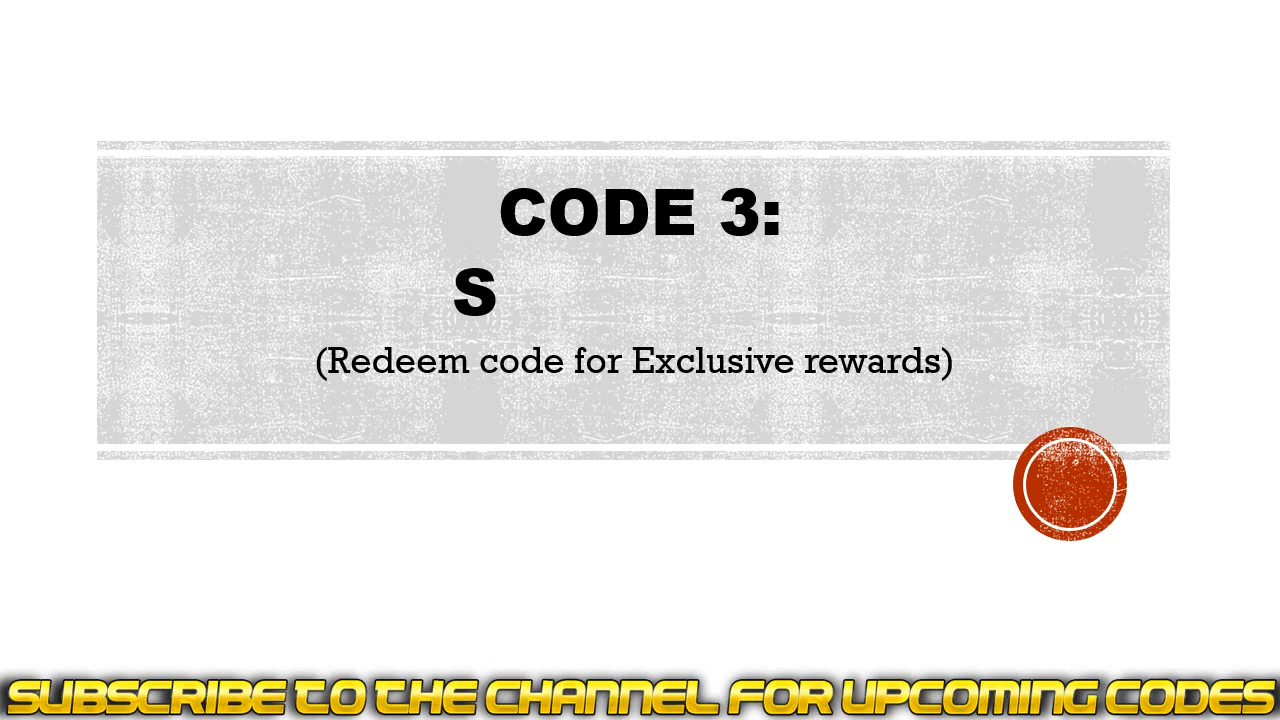 CODE 3:
S
(Redeem code for Exclusive rewards)
SUBSCRIBE TO THE CHANNEL FOR UPCOMING CODES